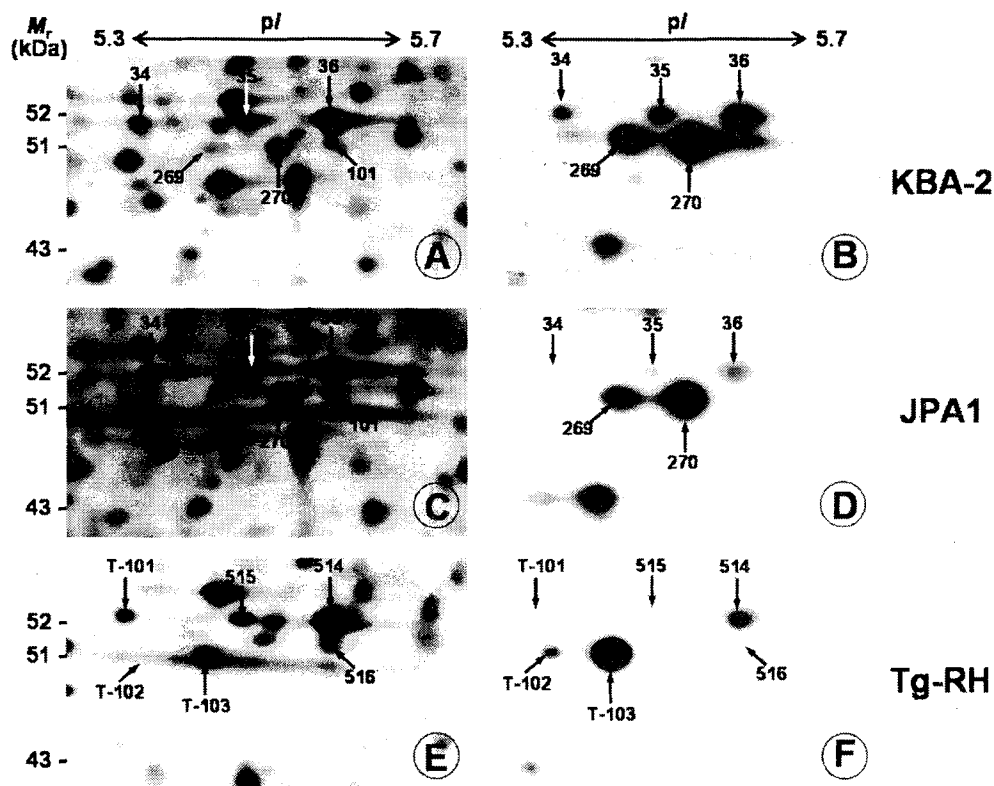 Mr (kDa) 5.3 pI 5.7
5.3 pI 5.7
34 35 36
52
51
269 270 101
43
A
34 35 36
269
270
B
KBA-2
34
52
51
270 101
43
C
34 35 36
269
270
D
JPA1
T-101 515 514
52
51
T-102 T-103 516
43
E
T-101 515 514
T-102 516
T-103
F
Tg-RH